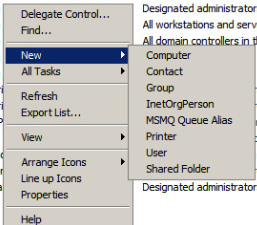 Delegate Control...
Find...
New
All Tasks
Refresh
Export List...
View
Arrange Icons
Line up Icons
Properties
Help
Computer
Contact
Group
InetOrgPerson
MSMQ Queue Alias
Printer
User
Shared Folder
Designated administrator
All workstations and serv
All domain controllers in t
Designated administrator